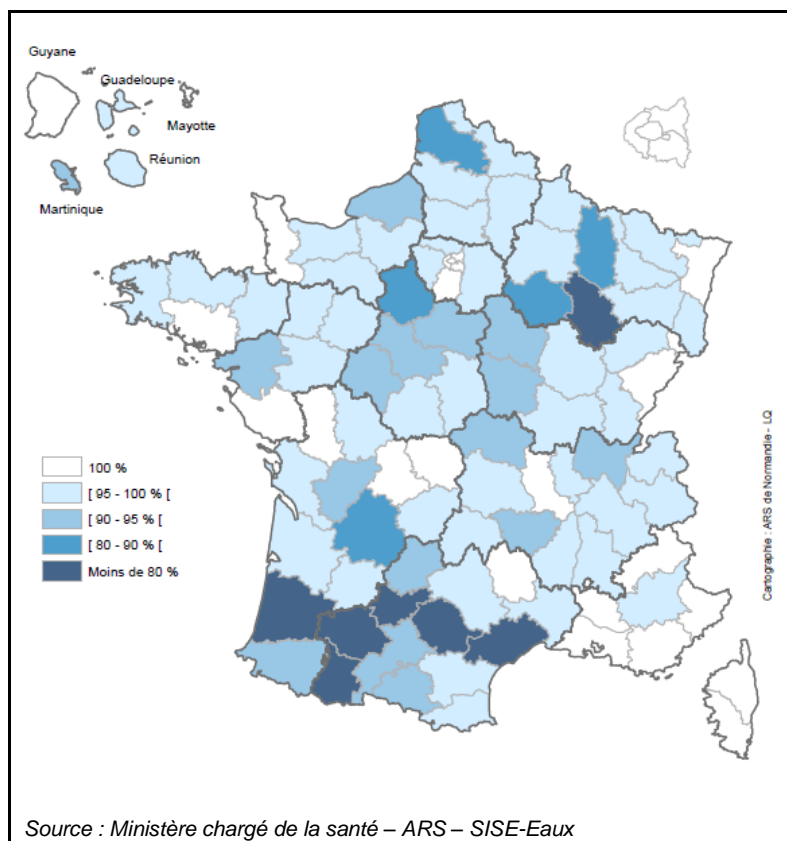 Guyane
Guadeloupe
Mayotte
Réunion
Martinique
100 %
[ 95 - 100 % [
[ 90 - 95 % [
[ 80 - 90 % [
Moins de 80 %
Cartographie : ARS de Normandie - LQ
Source : Ministère chargé de la santé – ARS – SISE-Eaux